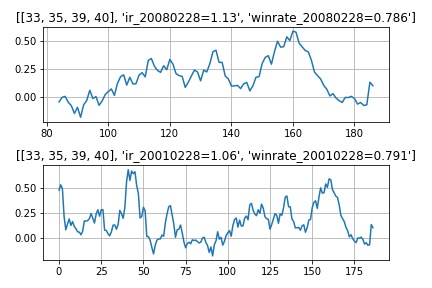 [[33, 35, 39, 40], 'ir_20080228=1.13', 'winrate_20080228=0.786']
0.50
0.25
0.00
80 100 120 140 160 180
[[33, 35, 39, 40], 'ir_20010228=1.06', 'winrate_20010228=0.791']
0.50
0.25
0.00
0 25 50 75 100 125 150 175